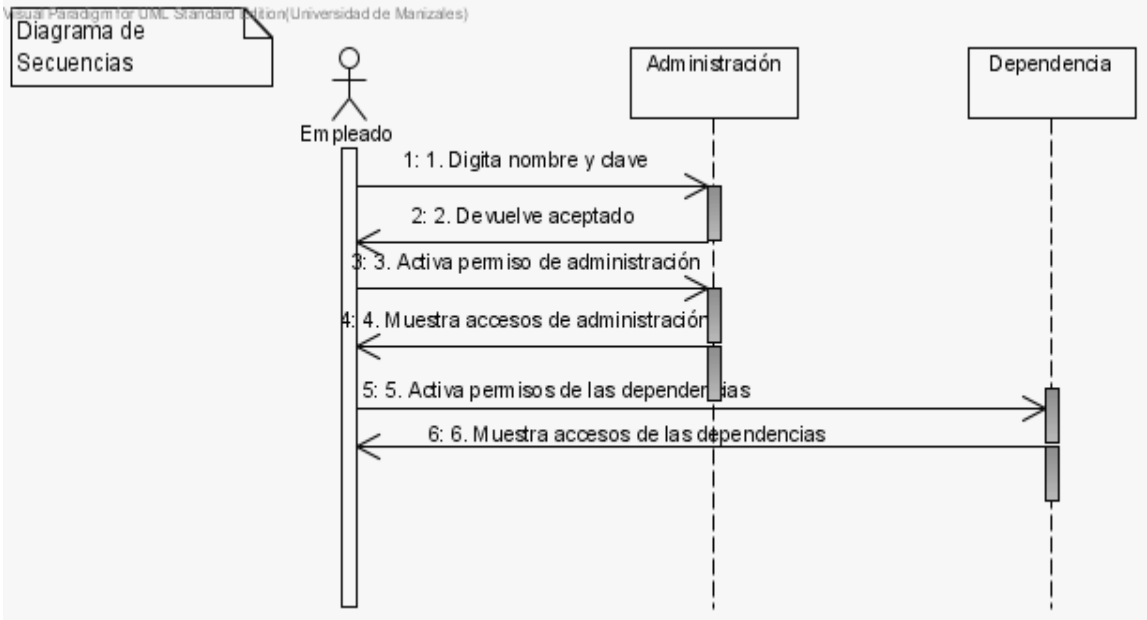 Visual Paradigm for UML Standard Edition(Universidad de Manizales)
Diagrama de
Secuencias
Administración
Dependencia
Empleado
1: 1. Digita nombre y clave
2: 2. Devuelve aceptado
3: 3. Activa permiso de administración
4: 4. Muestra accesos de administración
5: 5. Activa permisos de las dependencias
6: 6. Muestra accesos de las dependencias